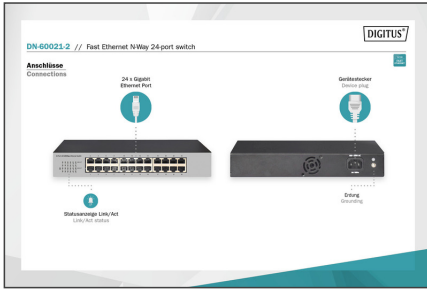 DIGITUS®
DN-60021-2 // Fast Ethernet N-Way 24-port switch
Anschlüsse
Connections
24 x Gigabit
Ethernet Port
Gerätestecker
Device plug
Statusanzeige Link/Act
Link/Act status
Erdung
Grounding